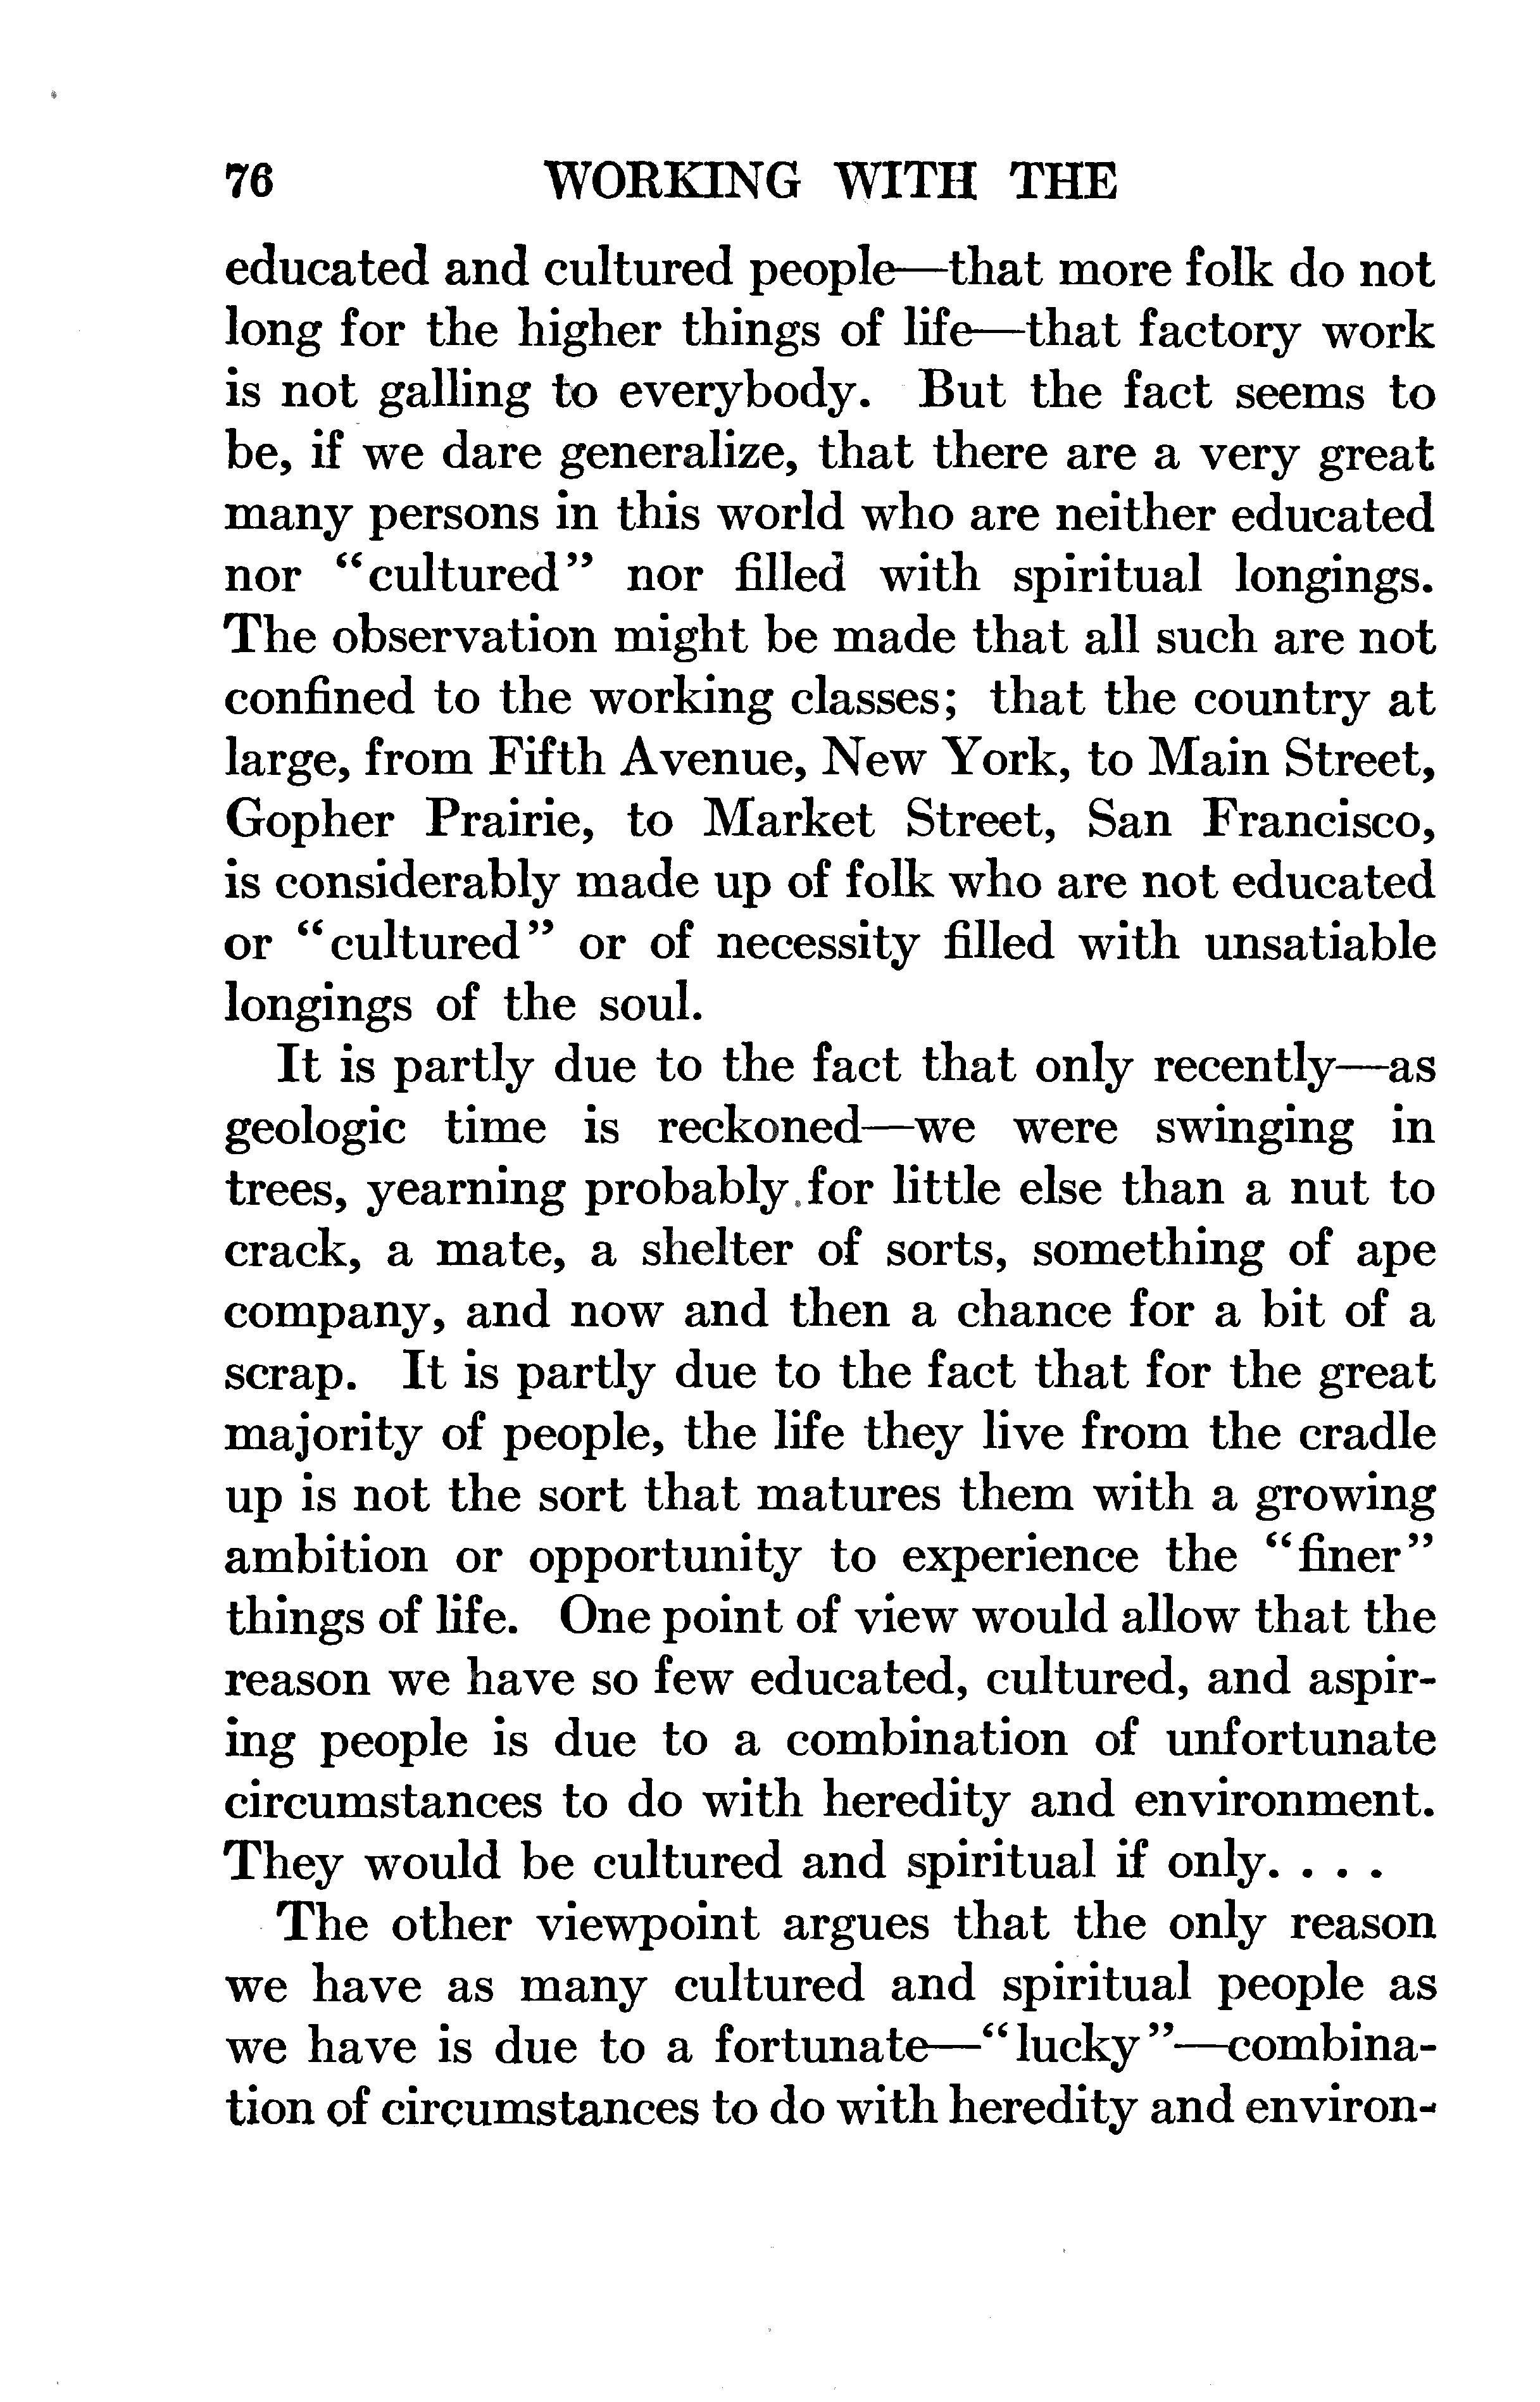 76 WORKING WITH THE
educated and cultured people—that more folk do not
long for the higher things of life—that factory work
is not galling to everybody. But the fact seems to
be, if we dare generalize, that there are a very great
many persons in this world who are neither educated
nor “cultured” nor filled with spiritual longings.
The observation might be made that all such are not
confined to the working classes; that the country at
large, from Fifth Avenue, New York, to Main Street,
Gopher Prairie, to Market Street, San Francisco,
is considerably made up of folk who are not educated
or “cultured” or of necessity filled with unsatiable
longings of the soul.
It is partly due to the fact that only recently—as
geologic time is reckoned—we were swinging in
trees, yearning probably for little else than a nut to
crack, a mate, a shelter of sorts, something of ape
company, and now and then a chance for a bit of a
scrap. It is partly due to the fact that for the great
majority of people, the life they live from the cradle
up is not the sort that matures them with a growing
ambition or opportunity to experience the “finer”
things of life. One point of view would allow that the
reason we have so few educated, cultured, and aspir-
ing people is due to a combination of unfortunate
circumstances to do with heredity and environment.
They would be cultured and spiritual if only. . . .
The other viewpoint argues that the only reason
we have as many cultured and spiritual people as
we have is due to a fortunate—“lucky”—combina-
tion of circumstances to do with heredity and environ-